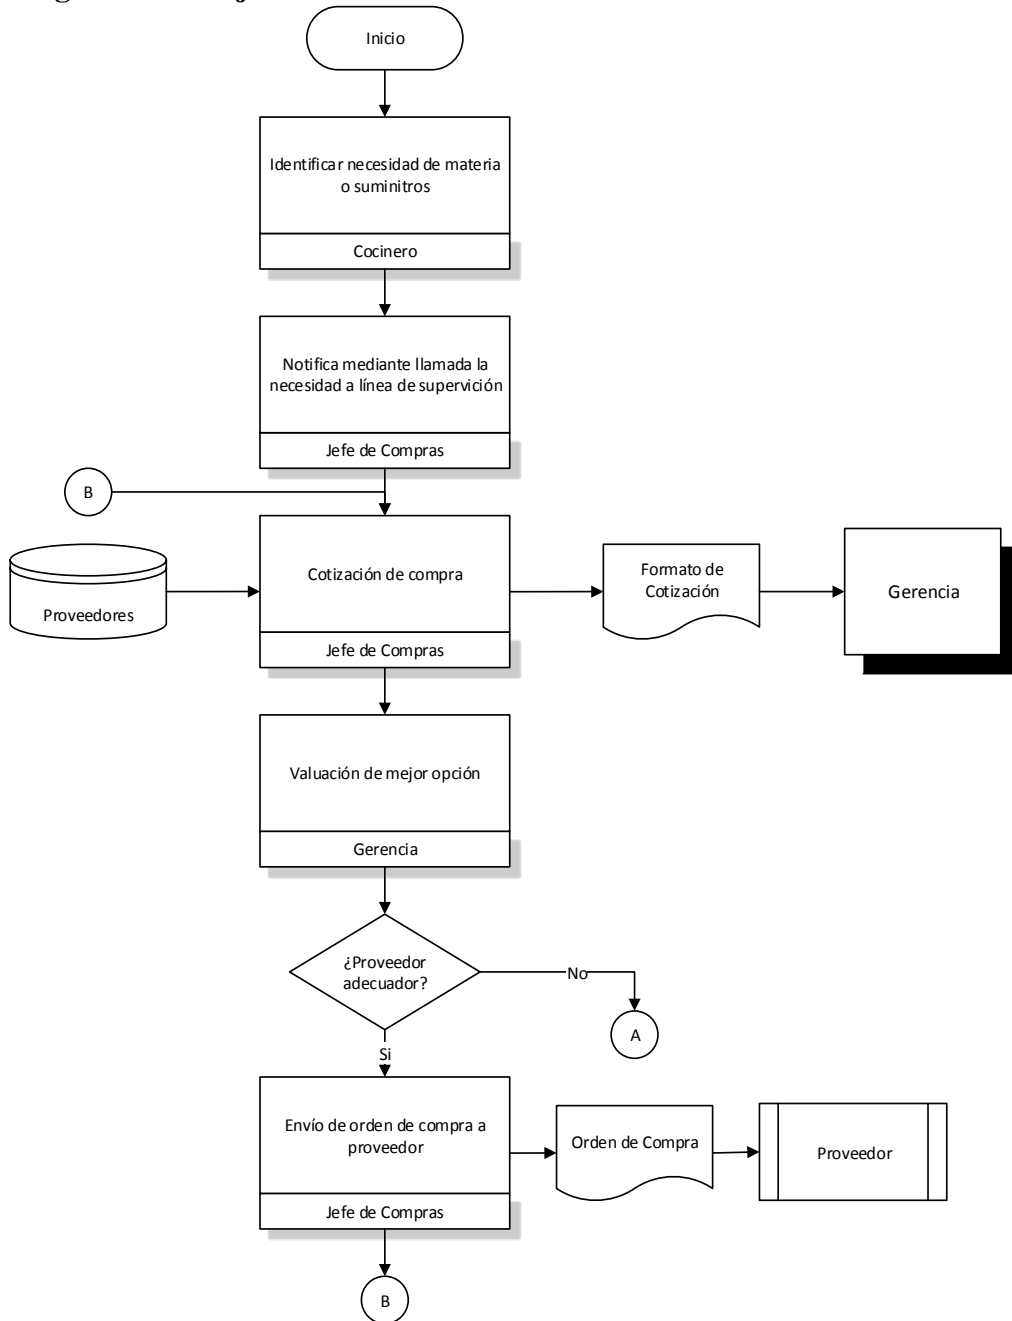 Inicio
Identificar necesidad de materia
o suminitros
Cocinero
Notifica mediante llamada la
necesidad a línea de supervición
Jefe de Compras
B
Proveedores
Cotización de compra
Jefe de Compras
Formato de
Cotización
Gerencia
Valuación de mejor opción
Gerencia
¿Proveedor
adecuador?
No
A
Si
Envío de orden de compra a
proveedor
Jefe de Compras
Orden de Compra
Proveedor
B